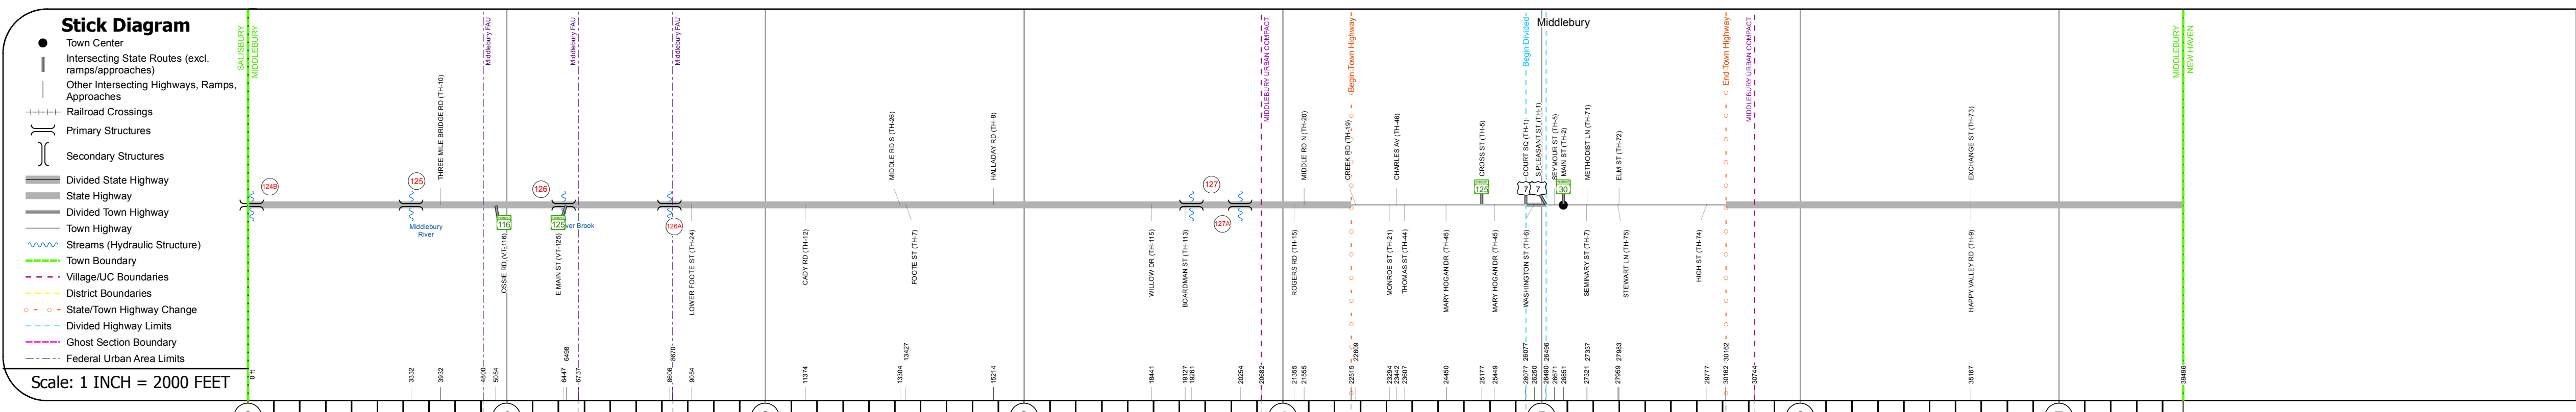 Stick Diagram
Town Center
Intersecting State Routes (excl.
ramps/approaches)
Other Intersecting Highways, Ramps,
Approaches
Railroad Crossings
Primary Structures
Secondary Structures
Divided State Highway
State Highway
Divided Town Highway
Town Highway
Streams (Hydraulic Structure)
Town Boundary
Village/UC Boundaries
District Boundaries
State/Town Highway Change
Divided Highway Limits
Ghost Section Boundary
Federal Urban Area Limits
Scale: 1 INCH = 2000 FEET
SALISBURY
MIDDLEBURY
Middlebury FAU
Middlebury FAU
Middlebury FAU
MIDDLEBURY URBAN COMPACT
Begin Town Highway
Begin Divided
Middlebury
End Town Highway
MIDDLEBURY URBAN COMPACT
MIDDLEBURY
NEW HAVEN
THREE MILE BRIDGE RD (TH-10)
MIDDLE RD S (TH-26)
HALLADAY RD (TH-9)
MIDDLE RD N (TH-20)
CREEK RD (TH-19)
CHARLES AV (TH-46)
CROSS ST (TH-5)
COURT SQ (TH-1)
S PLEASANT ST (TH-1)
SEYMOUR ST (TH-5)
MAIN ST (TH-2)
METHODIST LN (TH-71)
ELM ST (TH-72)
EXCHANGE ST (TH-73)
124B
125
126
126A
127
127A
116
125
125
7
7
30
Middlebury
River
ver Brook
OSSIE RD (VT-116)
E MAIN ST (VT-125)
LOWER FOOTE ST (TH-24)
CADY RD (TH-12)
FOOTE ST (TH-7)
WILLOW DR (TH-115)
BOARDMAN ST (TH-113)
ROGERS RD (TH-15)
MONROE ST (TH-21)
THOMAS ST (TH-44)
MARY HOGAN DR (TH-45)
MARY HOGAN DR (TH-45)
WASHINGTON ST (TH-6)
SEMINARY ST (TH-7)
STEWART LN (TH-75)
HIGH ST (TH-74)
HAPPY VALLEY RD (TH-9)
0 ft
3332
3932
4800
5054
6447
6498
6737
8606
8670
9054
11374
13304
13427
15214
18441
19127
19261
20254
20682
21355
21555
22515
22609
23294
23442
23607
24450
25177
25449
26077
26077
26250
26490
26496
26671
26851
27321
27337
27959
27983
29777
30162
30162
30744
35167
39496